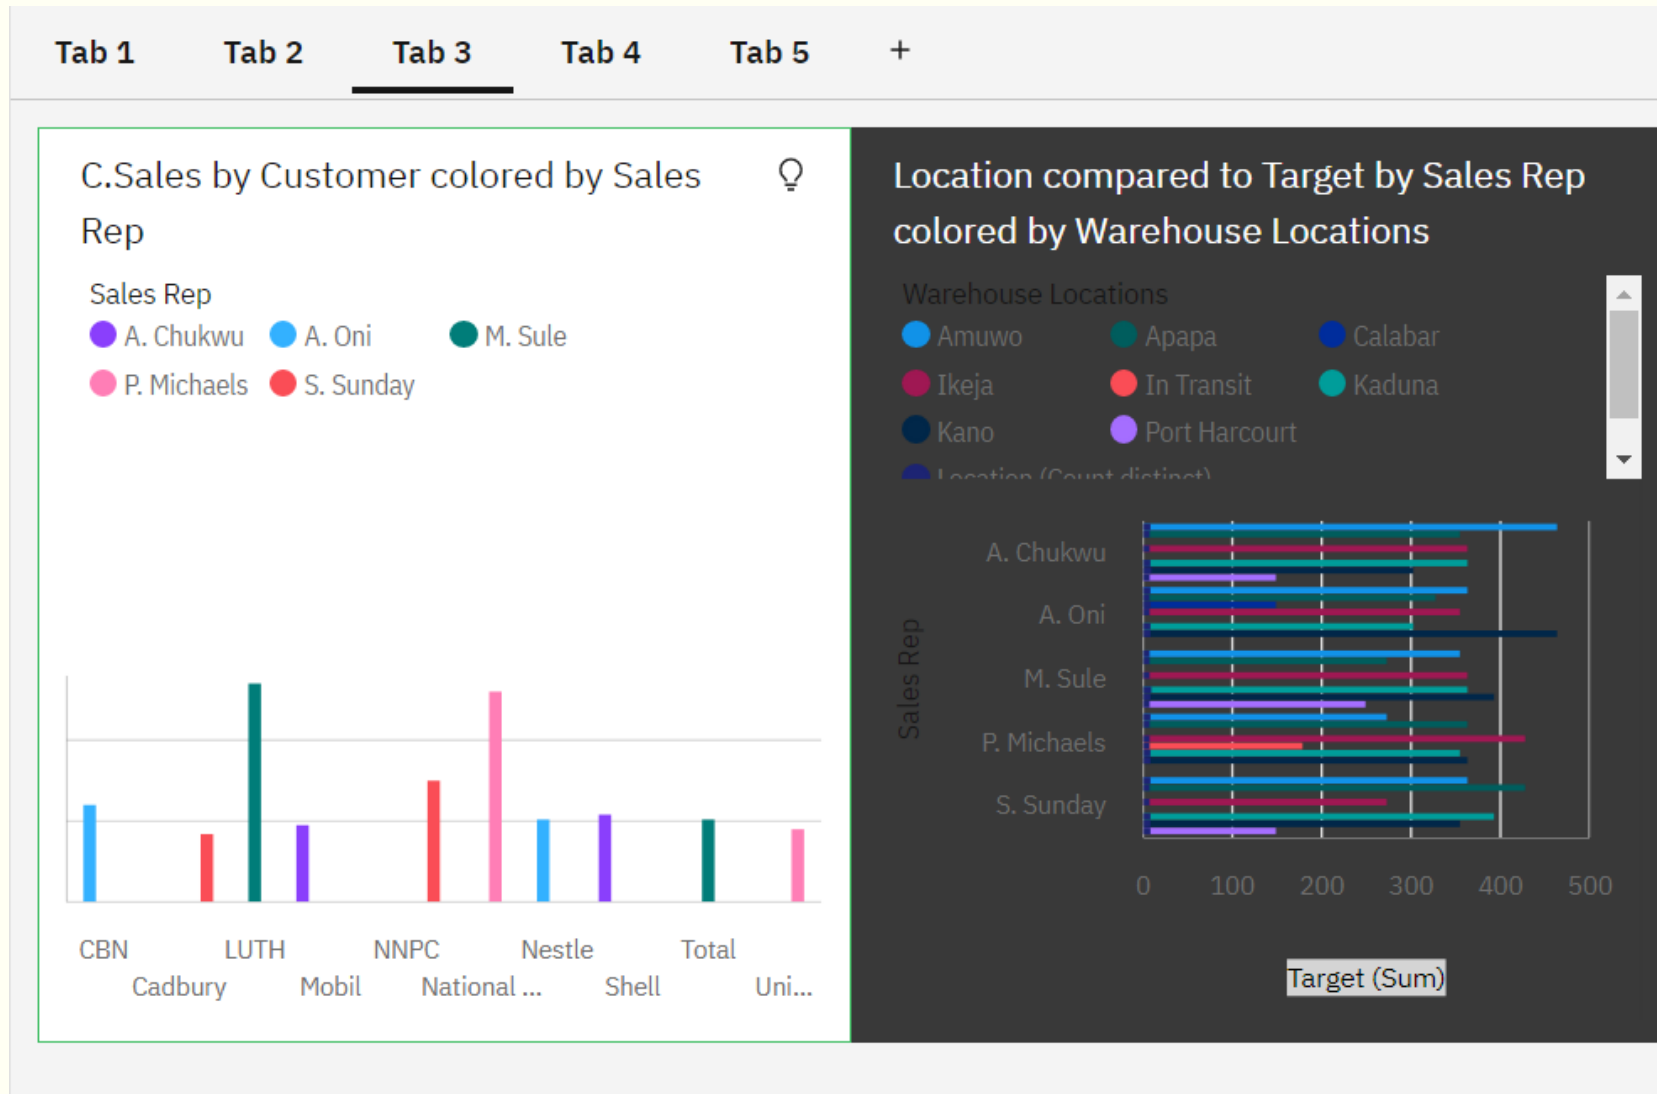 Tab 1 Tab 2 Tab 3 Tab 4 Tab 5 +
C.Sales by Customer colored by Sales
Rep
Sales Rep
A. Chukwu A. Oni M. Sule
P. Michaels S. Sunday
CBN LUTH NNPC Nestle Total
Cadbury Mobil National ... Shell Uni...
Location compared to Target by Sales Rep
colored by Warehouse Locations
Warehouse Locations
Amuwo Apapa Calabar
Ikeja In Transit Kaduna
Kano Port Harcourt
Location (Count distinct)
Sales Rep
A. Chukwu
A. Oni
M. Sule
P. Michaels
S. Sunday
0 100 200 300 400 500
Target (Sum)